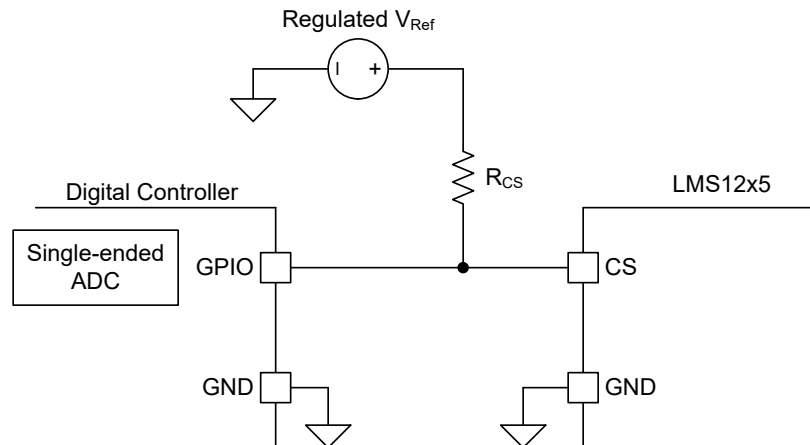 Regulated VRef
I +
RCS
Digital Controller
LMS12x5
Single-ended
ADC
GPIO
CS
GND
GND